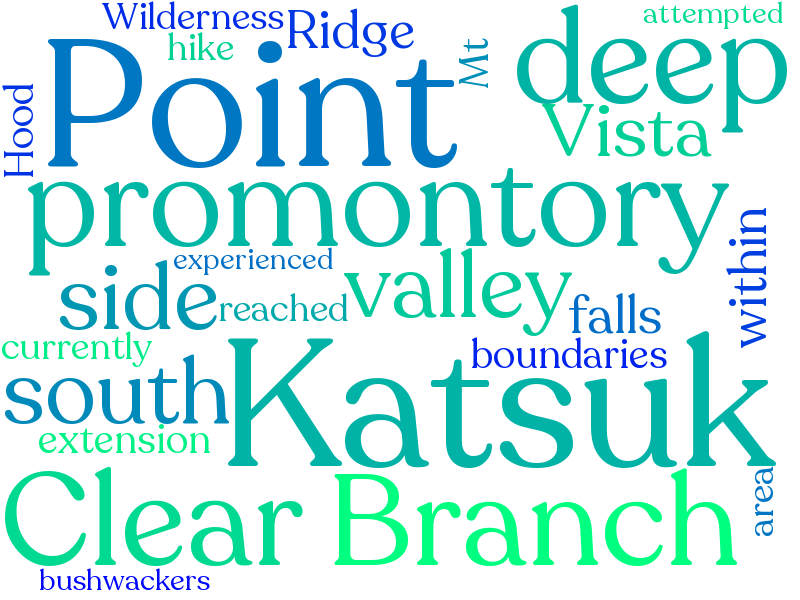 Wilderness
attempted
Ridge
hike
Mt
deep
Point
Hood
Vista
promontory
within
experienced
valley
side
reached
falls
currently
boundaries
south
Katsuk
extension
Clear Branch
area
bushwackers